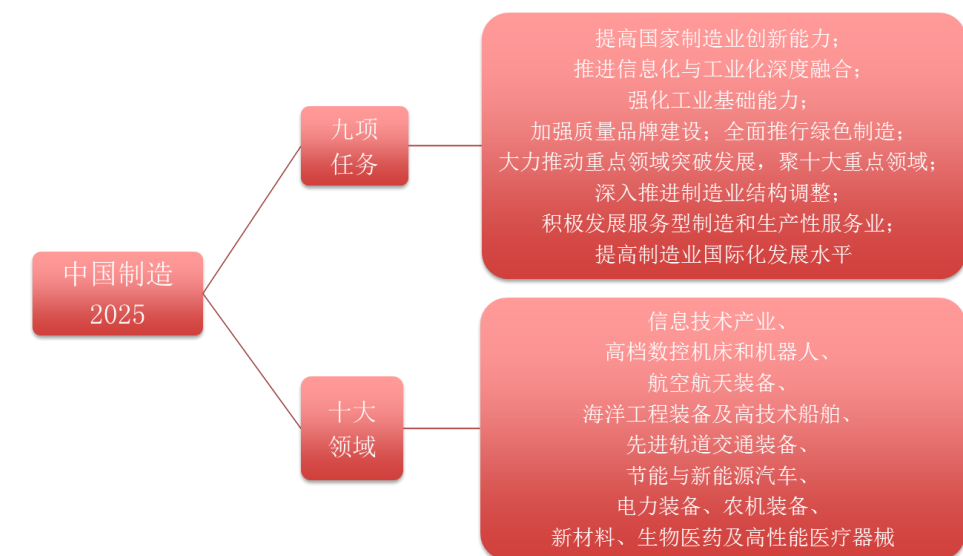 中国制造
2025
九项
任务
提高国家制造业创新能力；
推进信息化与工业化深度融合；
强化工业基础能力；
加强质量品牌建设；全面推行绿色制造；
大力推动重点领域突破发展，聚十大重点领域；
深入推进制造业结构调整；
积极发展服务型制造和生产性服务业；
提高制造业国际化发展水平
十大
领域
信息技术产业、
高档数控机床和机器人、
航空航天装备、
海洋工程装备及高技术船舶、
先进轨道交通装备、
节能与新能源汽车、
电力装备、农机装备、
新材料、生物医药及高性能医疗器械